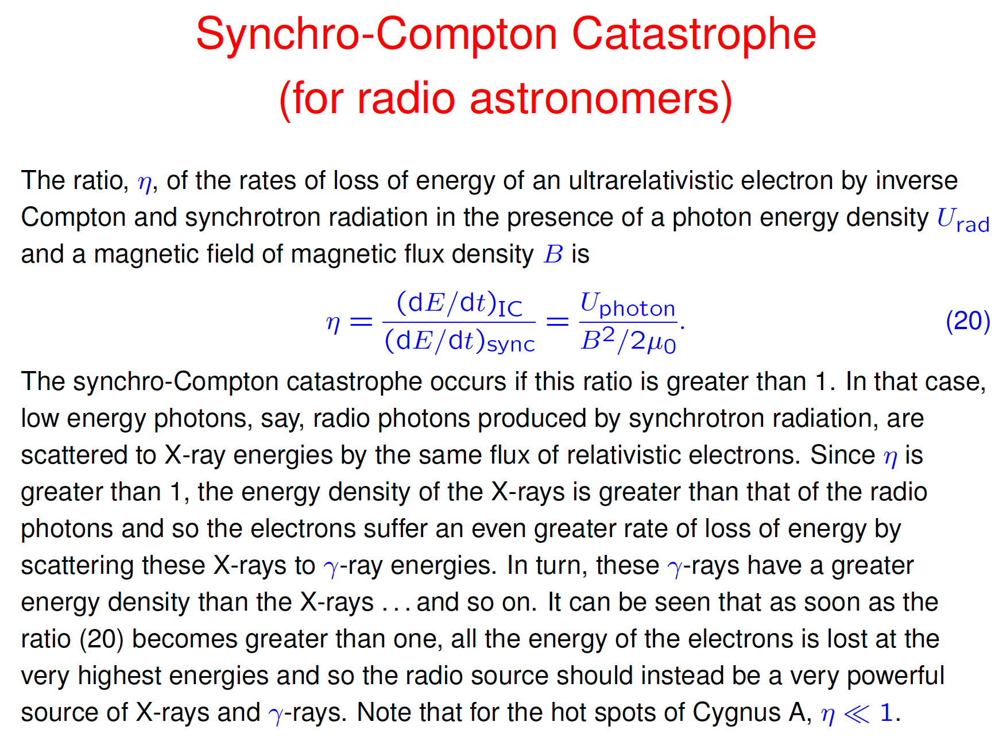 Synchro-Compton Catastrophe
(for radio astronomers)
The ratio, η, of the rates of loss of energy of an ultrarelativistic electron by inverse
Compton and synchrotron radiation in the presence of a photon energy density U_rad
and a magnetic field of magnetic flux density B is
η = (dE/dt)_IC / (dE/dt)_sync = U_photon / (B²/2μ₀). (20)
The synchro-Compton catastrophe occurs if this ratio is greater than 1. In that case,
low energy photons, say, radio photons produced by synchrotron radiation, are
scattered to X-ray energies by the same flux of relativistic electrons. Since η is
greater than 1, the energy density of the X-rays is greater than that of the radio
photons and so the electrons suffer an even greater rate of loss of energy by
scattering these X-rays to γ-ray energies. In turn, these γ-rays have a greater
energy density than the X-rays . . . and so on. It can be seen that as soon as the
ratio (20) becomes greater than one, all the energy of the electrons is lost at the
very highest energies and so the radio source should instead be a very powerful
source of X-rays and γ-rays. Note that for the hot spots of Cygnus A, η ≪ 1.